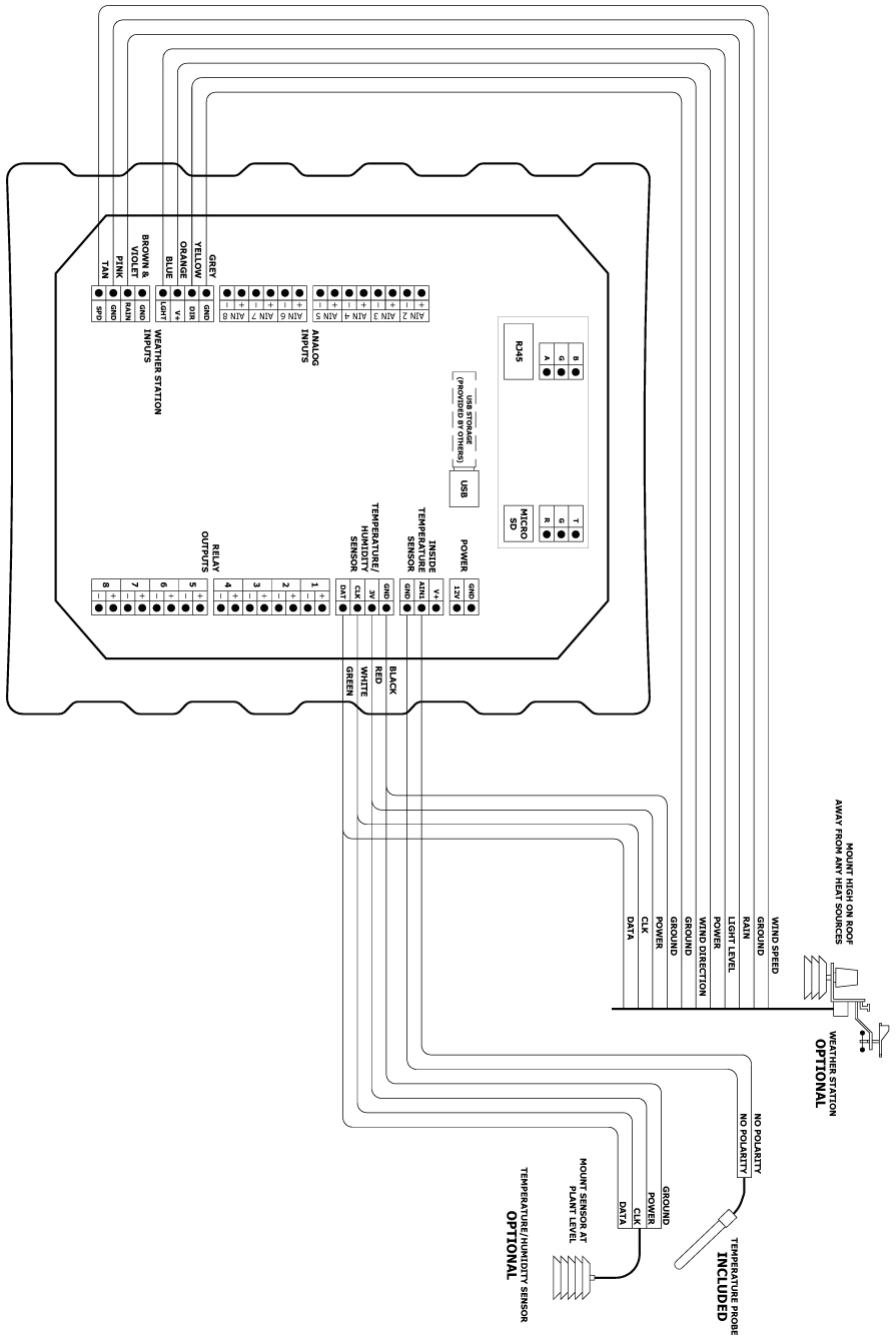 MOUNT HIGH ON ROOF
AWAY FROM ANY HEAT SOURCES
WEATHER STATION
OPTIONAL
WIND SPEED
GROUND
RAIN
LIGHT LEVEL
POWER
WIND DIRECTION
GROUND
GROUND
POWER
CLK
DATA
NO POLARITY
NO POLARITY
TEMPERATURE PROBE
INCLUDED
GROUND
POWER
CLK
DATA
MOUNT SENSOR AT
PLANT LEVEL
TEMPERATURE/HUMIDITY SENSOR
OPTIONAL
B
G
A
RJ45
T
G
R
MICRO
SD
USB STORAGE
(PROVIDED BY OTHERS)
USB
POWER
GND
12V
INSIDE
TEMPERATURE
SENSOR
V+
AIN1
GND
TEMPERATURE/
HUMIDITY
SENSOR
GND
3V
CLK
DAT
BLACK
RED
WHITE
GREEN
RELAY
OUTPUTS
1 + −
2 + −
3 + −
4 + −
5 + −
6 + −
7 + −
8 + −
ANALOG
INPUTS
AIN 2 + −
AIN 3 + −
AIN 4 + −
AIN 5 + −
AIN 6 + −
AIN 7 + −
AIN 8 + −
WEATHER STATION
INPUTS
GREY
YELLOW
ORANGE
BLUE
BROWN &
VIOLET
PINK
TAN
GND
DIR
V+
LGHT
GND
RAIN
GND
SPD